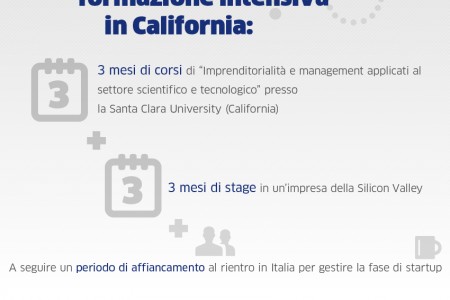 formazione intensiva
in California:
3 mesi di corsi di "Imprenditorialità e management applicati al
3
settore scientifico e tecnologico" presso
la Santa Clara University (California)
3
3 mesi di stage in un'impresa della Silicon Valley
A seguire un periodo di affiancamento al rientro in Italia per gestire la fase di startup